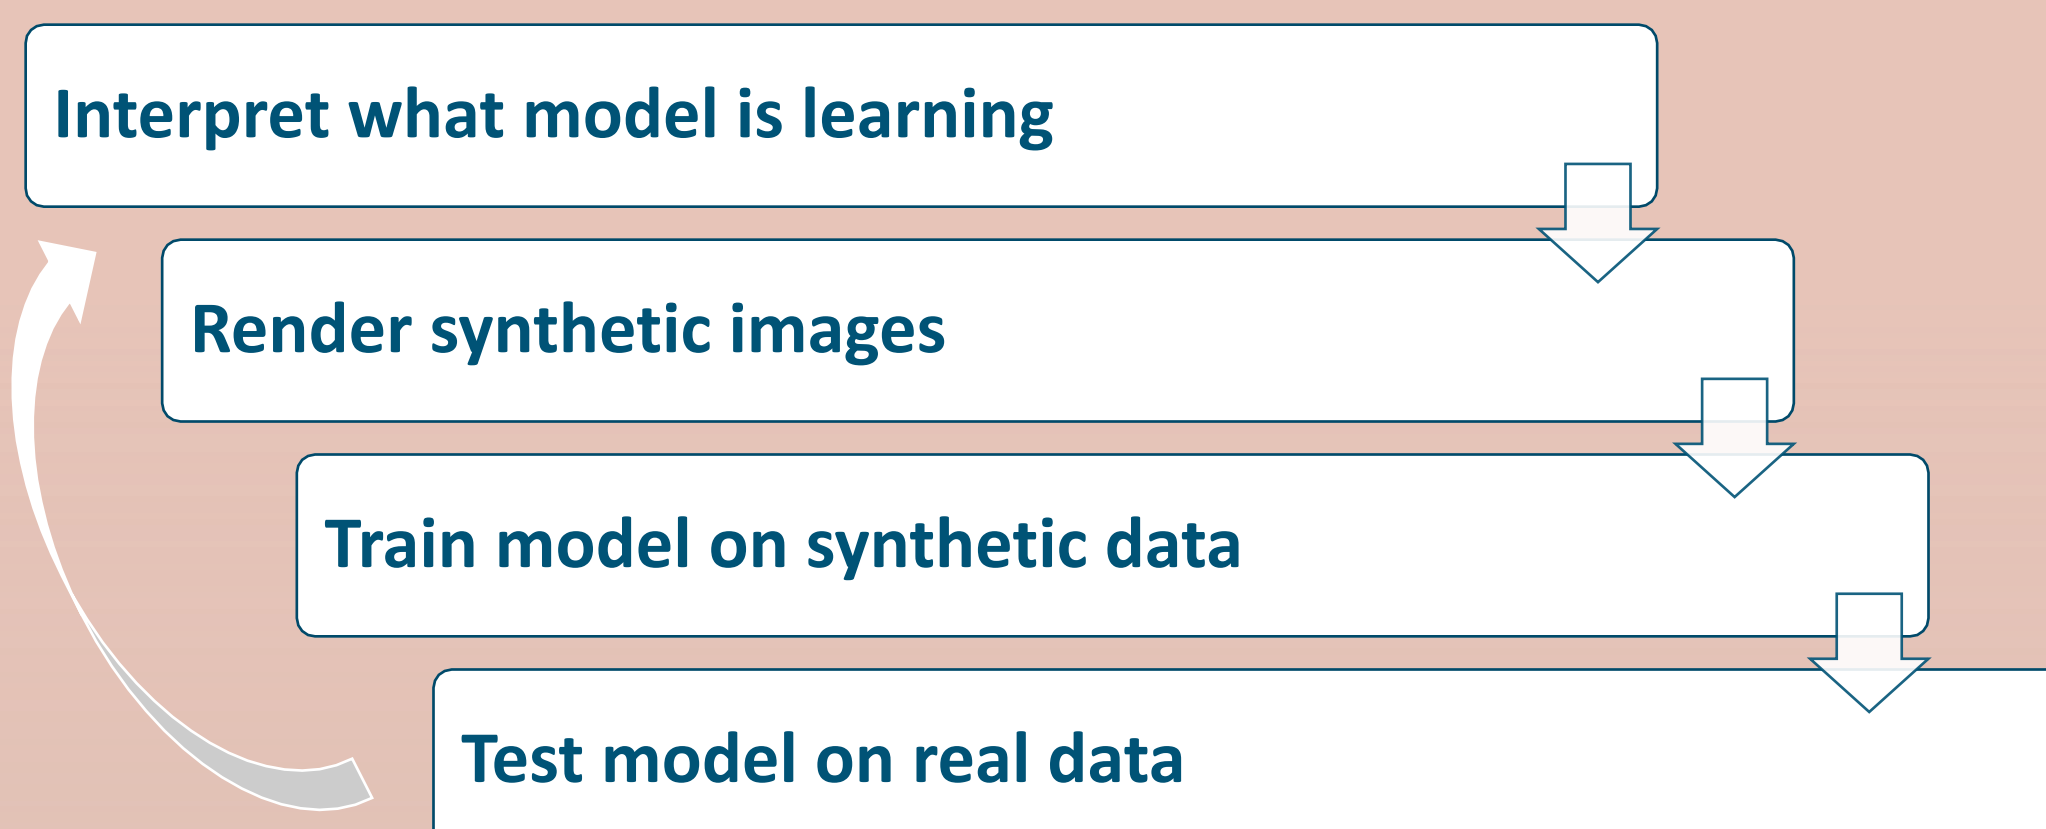 Interpret what model is learning
Render synthetic images
Train model on synthetic data
Test model on real data